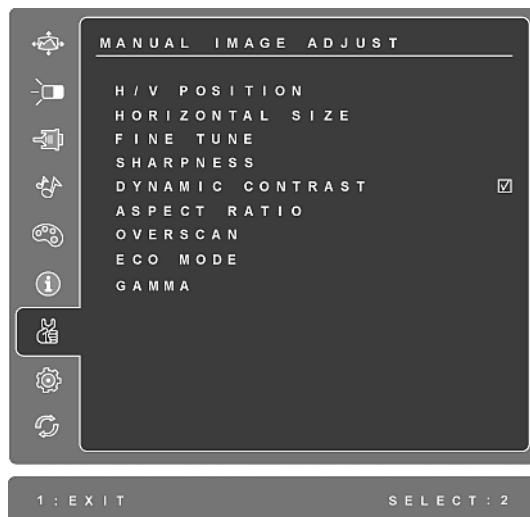 MANUAL IMAGE ADJUST
H/V POSITION
HORIZONTAL SIZE
FINE TUNE
SHARPNESS
DYNAMIC CONTRAST
ASPECT RATIO
OVERSCAN
ECO MODE
GAMMA
1:EXIT SELECT:2